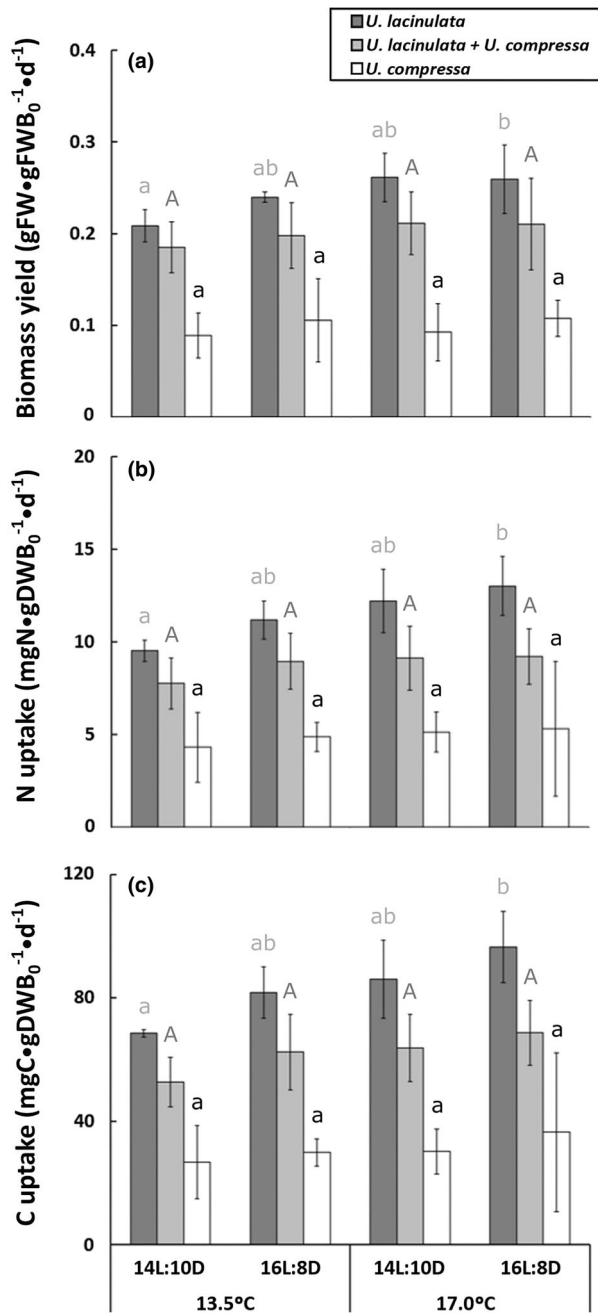 U. lacinulata
U. lacinulata + U. compressa
U. compressa
(a)
Biomass yield (gFW•gFWB₀⁻¹•d⁻¹)
0.4
0.3
0.2
0.1
0
a A a
ab A a
ab A a
b A a
(b)
N uptake (mgN•gDWB₀⁻¹•d⁻¹)
20
15
10
5
0
a A a
ab A a
ab A a
b A a
(c)
C uptake (mgC•gDWB₀⁻¹•d⁻¹)
120
80
40
0
a A a
ab A a
ab A a
b A a
14L:10D 16L:8D 14L:10D 16L:8D
13.5ºC 17.0ºC